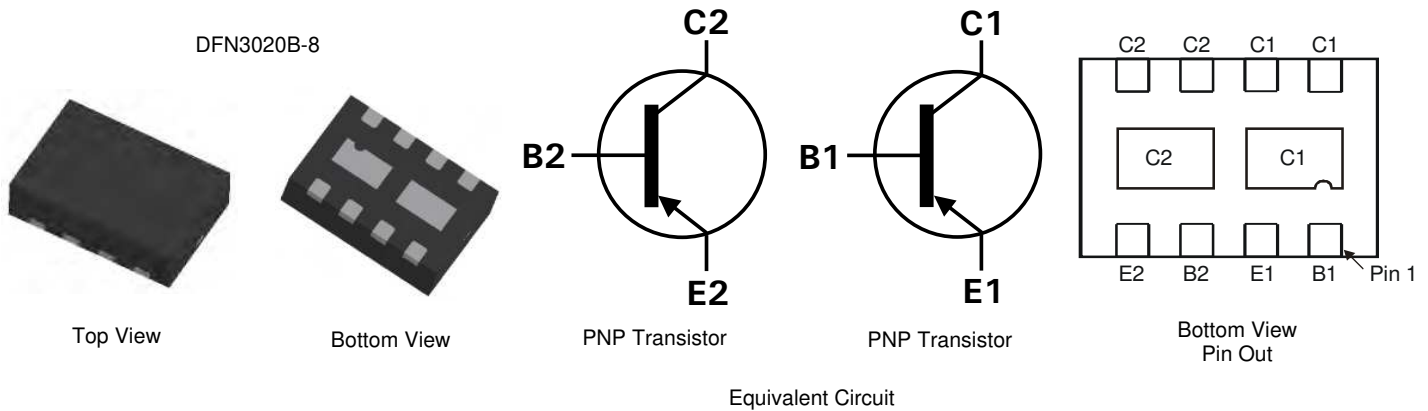 DFN3020B-8
C2
B2
E2
C1
B1
E1
C2 C2 C1 C1
C2 C1
E2 B2 E1 B1 Pin 1
Top View
Bottom View
PNP Transistor
PNP Transistor
Bottom View
Pin Out
Equivalent Circuit